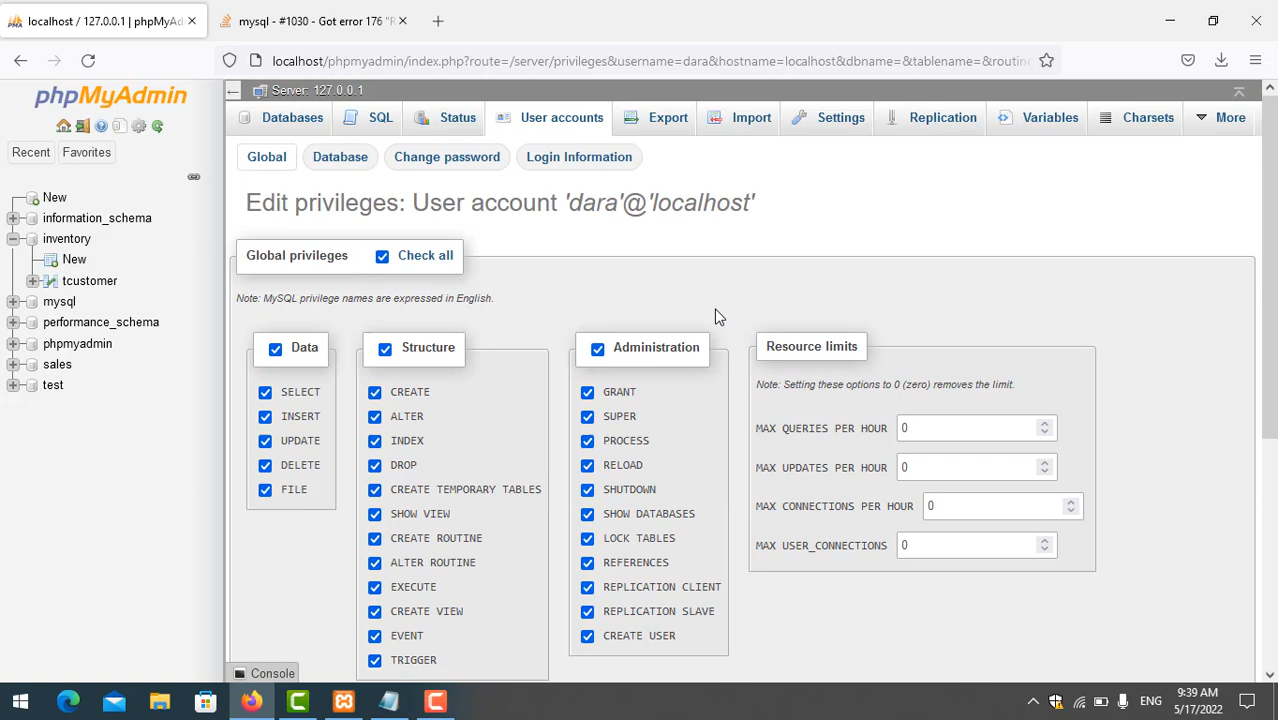 localhost / 127.0.0.1 | phpMyAd
mysql - #1030 - Got error 176 "R
localhost/phpmyadmin/index.php?route=/server/privileges&username=dara&hostname=localhost&dbname=&tablename=&routin
phpMyAdmin
Recent
Favorites
New
information_schema
inventory
New
tcustomer
mysql
performance_schema
phpmyadmin
sales
test
Server: 127.0.0.1
Databases
SQL
Status
User accounts
Export
Import
Settings
Replication
Variables
Charsets
More
Global
Database
Change password
Login Information
Edit privileges: User account 'dara'@'localhost'
Global privileges
Check all
Note: MySQL privilege names are expressed in English.
Data
SELECT
INSERT
UPDATE
DELETE
FILE
Structure
CREATE
ALTER
INDEX
DROP
CREATE TEMPORARY TABLES
SHOW VIEW
CREATE ROUTINE
ALTER ROUTINE
EXECUTE
CREATE VIEW
EVENT
TRIGGER
Administration
GRANT
SUPER
PROCESS
RELOAD
SHUTDOWN
SHOW DATABASES
LOCK TABLES
REFERENCES
REPLICATION CLIENT
REPLICATION SLAVE
CREATE USER
Resource limits
Note: Setting these options to 0 (zero) removes the limit.
MAX QUERIES PER HOUR 0
MAX UPDATES PER HOUR 0
MAX CONNECTIONS PER HOUR 0
MAX USER_CONNECTIONS 0
Console
ENG
9:39 AM
5/17/2022